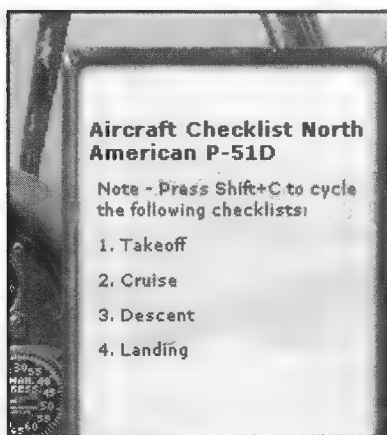 Aircraft Checklist North
American P-51D
Note - Press Shift+C to cycle
the following checklists:
1. Takeoff
2. Cruise
3. Descent
4. Landing